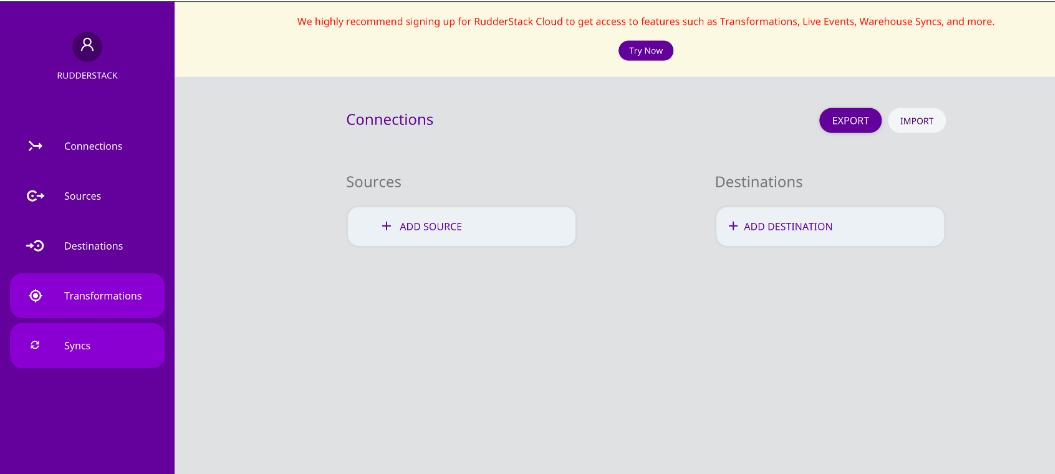 We highly recommend signing up for RudderStack Cloud to get access to features such as Transformations, Live Events, Warehouse Syncs, and more.
Try Now
RUDDERSTACK
Connections
Sources
Destinations
Transformations
Syncs
Connections
EXPORT
IMPORT
Sources
Destinations
+ ADD SOURCE
+ ADD DESTINATION